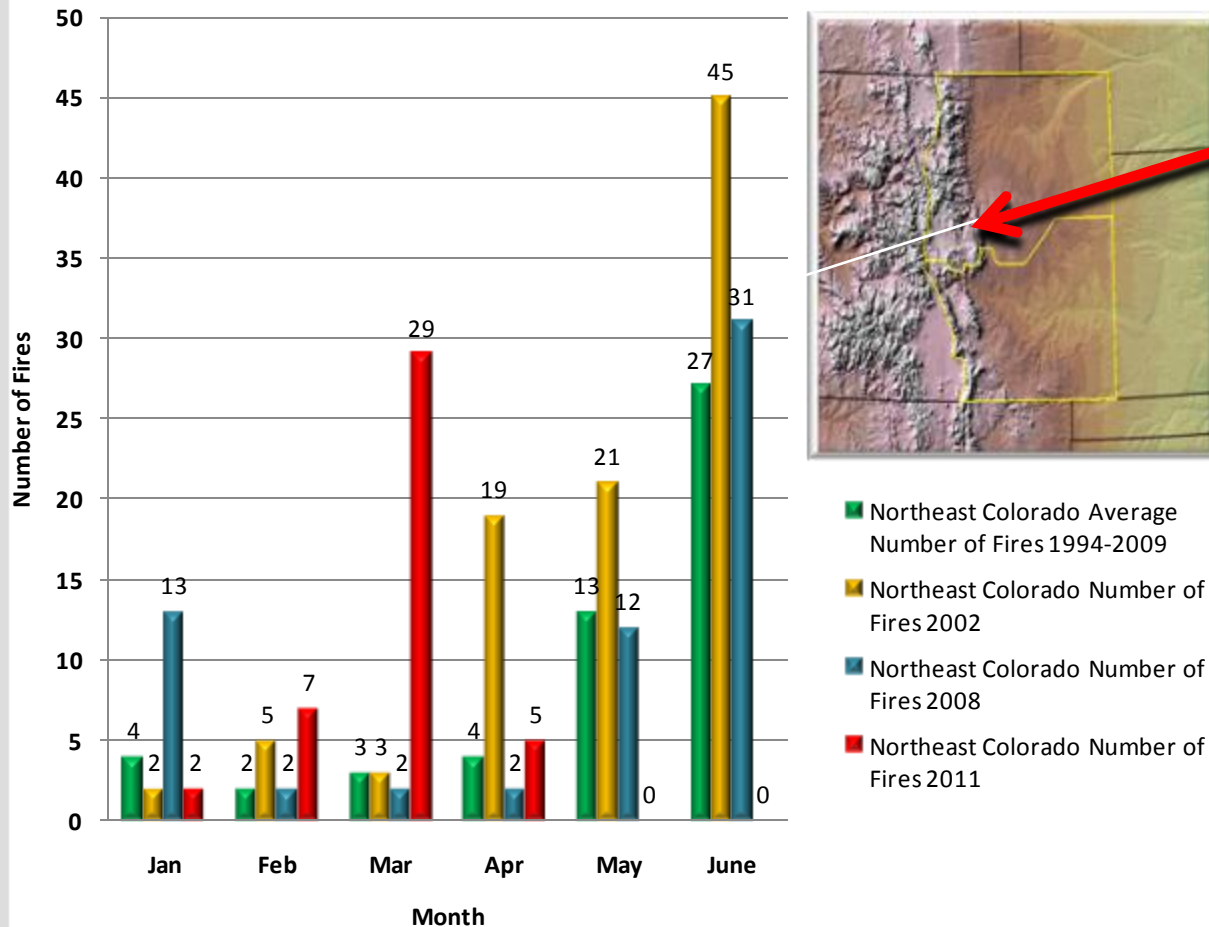 50
45
40
35
30
25
20
15
10
5
0
Number of Fires
4 2 13 2
2 5 2 7
3 3 2 29
4 19 2 5
13 21 12 0
27 45 31 0
Jan Feb Mar Apr May June
Month
Northeast Colorado Average
Number of Fires 1994-2009
Northeast Colorado Number of
Fires 2002
Northeast Colorado Number of
Fires 2008
Northeast Colorado Number of
Fires 2011